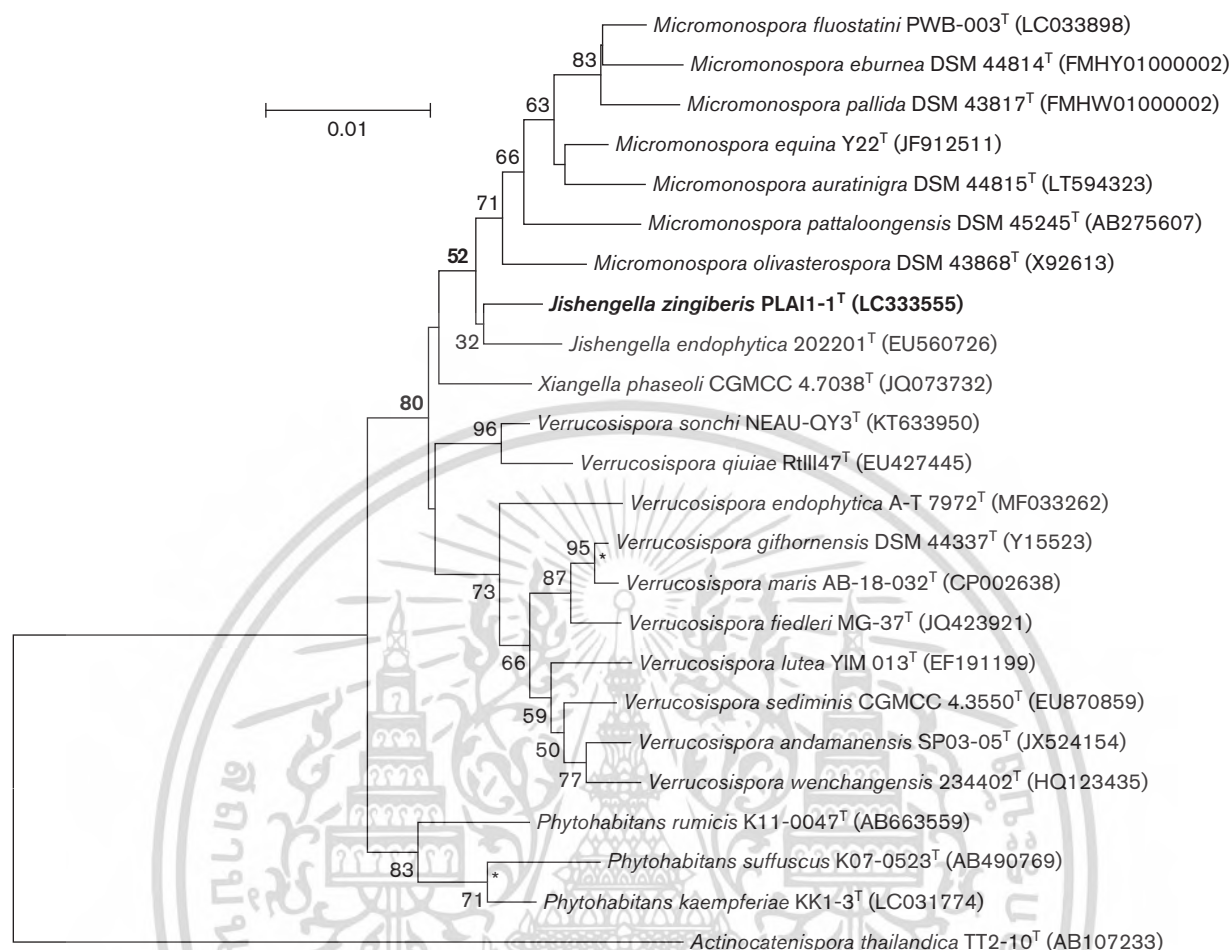 Micromonospora fluostatini PWB-003ᵀ (LC033898)
83
Micromonospora eburnea DSM 44814ᵀ (FMHY01000002)
Micromonospora pallida DSM 43817ᵀ (FMHW01000002)
0.01
63
Micromonospora equina Y22ᵀ (JF912511)
66
Micromonospora auratinigra DSM 44815ᵀ (LT594323)
71
Micromonospora pattaloongensis DSM 45245ᵀ (AB275607)
52
Micromonospora olivasterospora DSM 43868ᵀ (X92613)
Jishengella zingiberis PLAI1-1ᵀ (LC333555)
32
Jishengella endophytica 202201ᵀ (EU560726)
Xiangella phaseoli CGMCC 4.7038ᵀ (JQ073732)
80
Verrucosispora sonchi NEAU-QY3ᵀ (KT633950)
96
Verrucosispora qiuiae RtIII47ᵀ (EU427445)
Verrucosispora endophytica A-T 7972ᵀ (MF033262)
95
*
Verrucosispora gifhornensis DSM 44337ᵀ (Y15523)
87
Verrucosispora maris AB-18-032ᵀ (CP002638)
73
Verrucosispora fiedleri MG-37ᵀ (JQ423921)
66
Verrucosispora lutea YIM 013ᵀ (EF191199)
Verrucosispora sediminis CGMCC 4.3550ᵀ (EU870859)
59
Verrucosispora andamanensis SP03-05ᵀ (JX524154)
50
77
Verrucosispora wenchangensis 234402ᵀ (HQ123435)
Phytohabitans rumicis K11-0047ᵀ (AB663559)
83
Phytohabitans suffuscus K07-0523ᵀ (AB490769)
*
71
Phytohabitans kaempferiae KK1-3ᵀ (LC031774)
Actinocatenispora thailandica TT2-10ᵀ (AB107233)